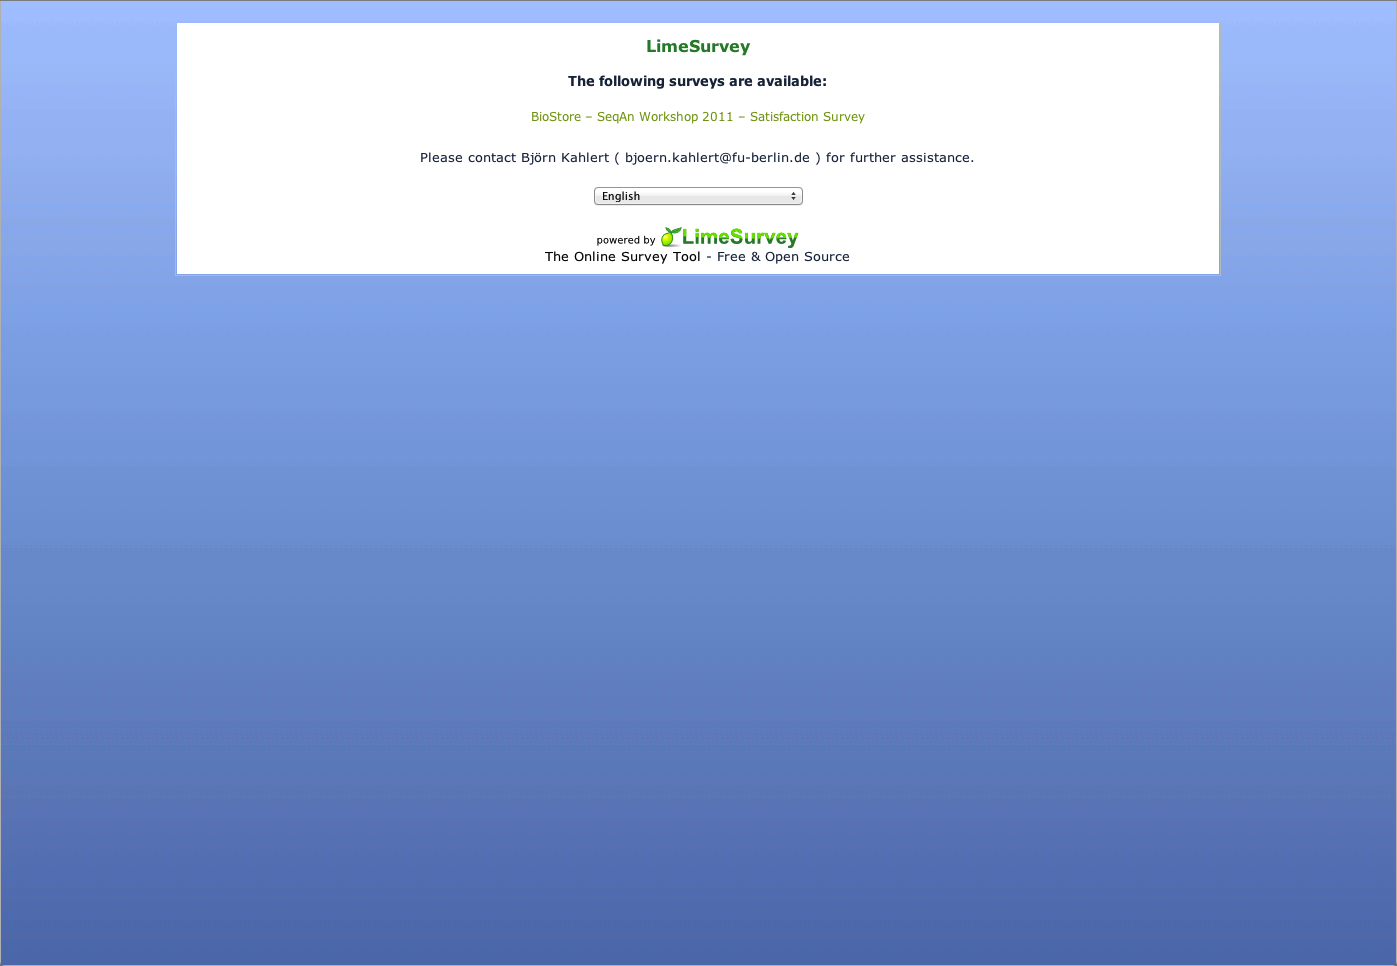 LimeSurvey
The following surveys are available:
BioStore – SeqAn Workshop 2011 – Satisfaction Survey
Please contact Björn Kahlert ( bjoern.kahlert@fu-berlin.de ) for further assistance.
English
powered by LimeSurvey
The Online Survey Tool - Free & Open Source